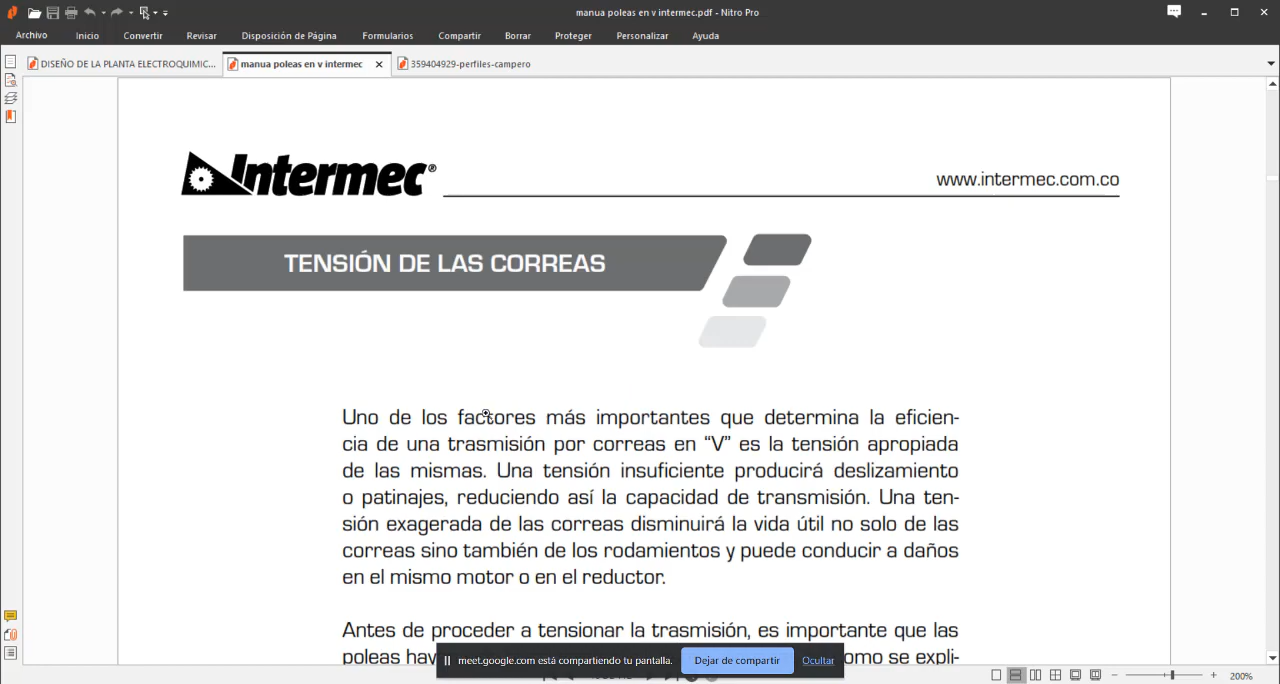 manua poleas en v intermec.pdf - Nitro Pro
Archivo Inicio Convertir Revisar Disposición de Página Formularios Compartir Borrar Proteger Personalizar Ayuda
DISEÑO DE LA PLANTA ELECTROQUIMIC... manua poleas en v intermec 359404929-perfiles-campero
Intermec®
www.intermec.com.co
TENSIÓN DE LAS CORREAS
Uno de los factores más importantes que determina la eficien-
cia de una trasmisión por correas en “V” es la tensión apropiada
de las mismas. Una tensión insuficiente producirá deslizamiento
o patinajes, reduciendo así la capacidad de transmisión. Una ten-
sión exagerada de las correas disminuirá la vida útil no solo de las
correas sino también de los rodamientos y puede conducir a daños
en el mismo motor o en el reductor.
Antes de proceder a tensionar la trasmisión, es importante que las
poleas omo se expli-
meet.google.com está compartiendo tu pantalla. Dejar de compartir Ocultar
200%